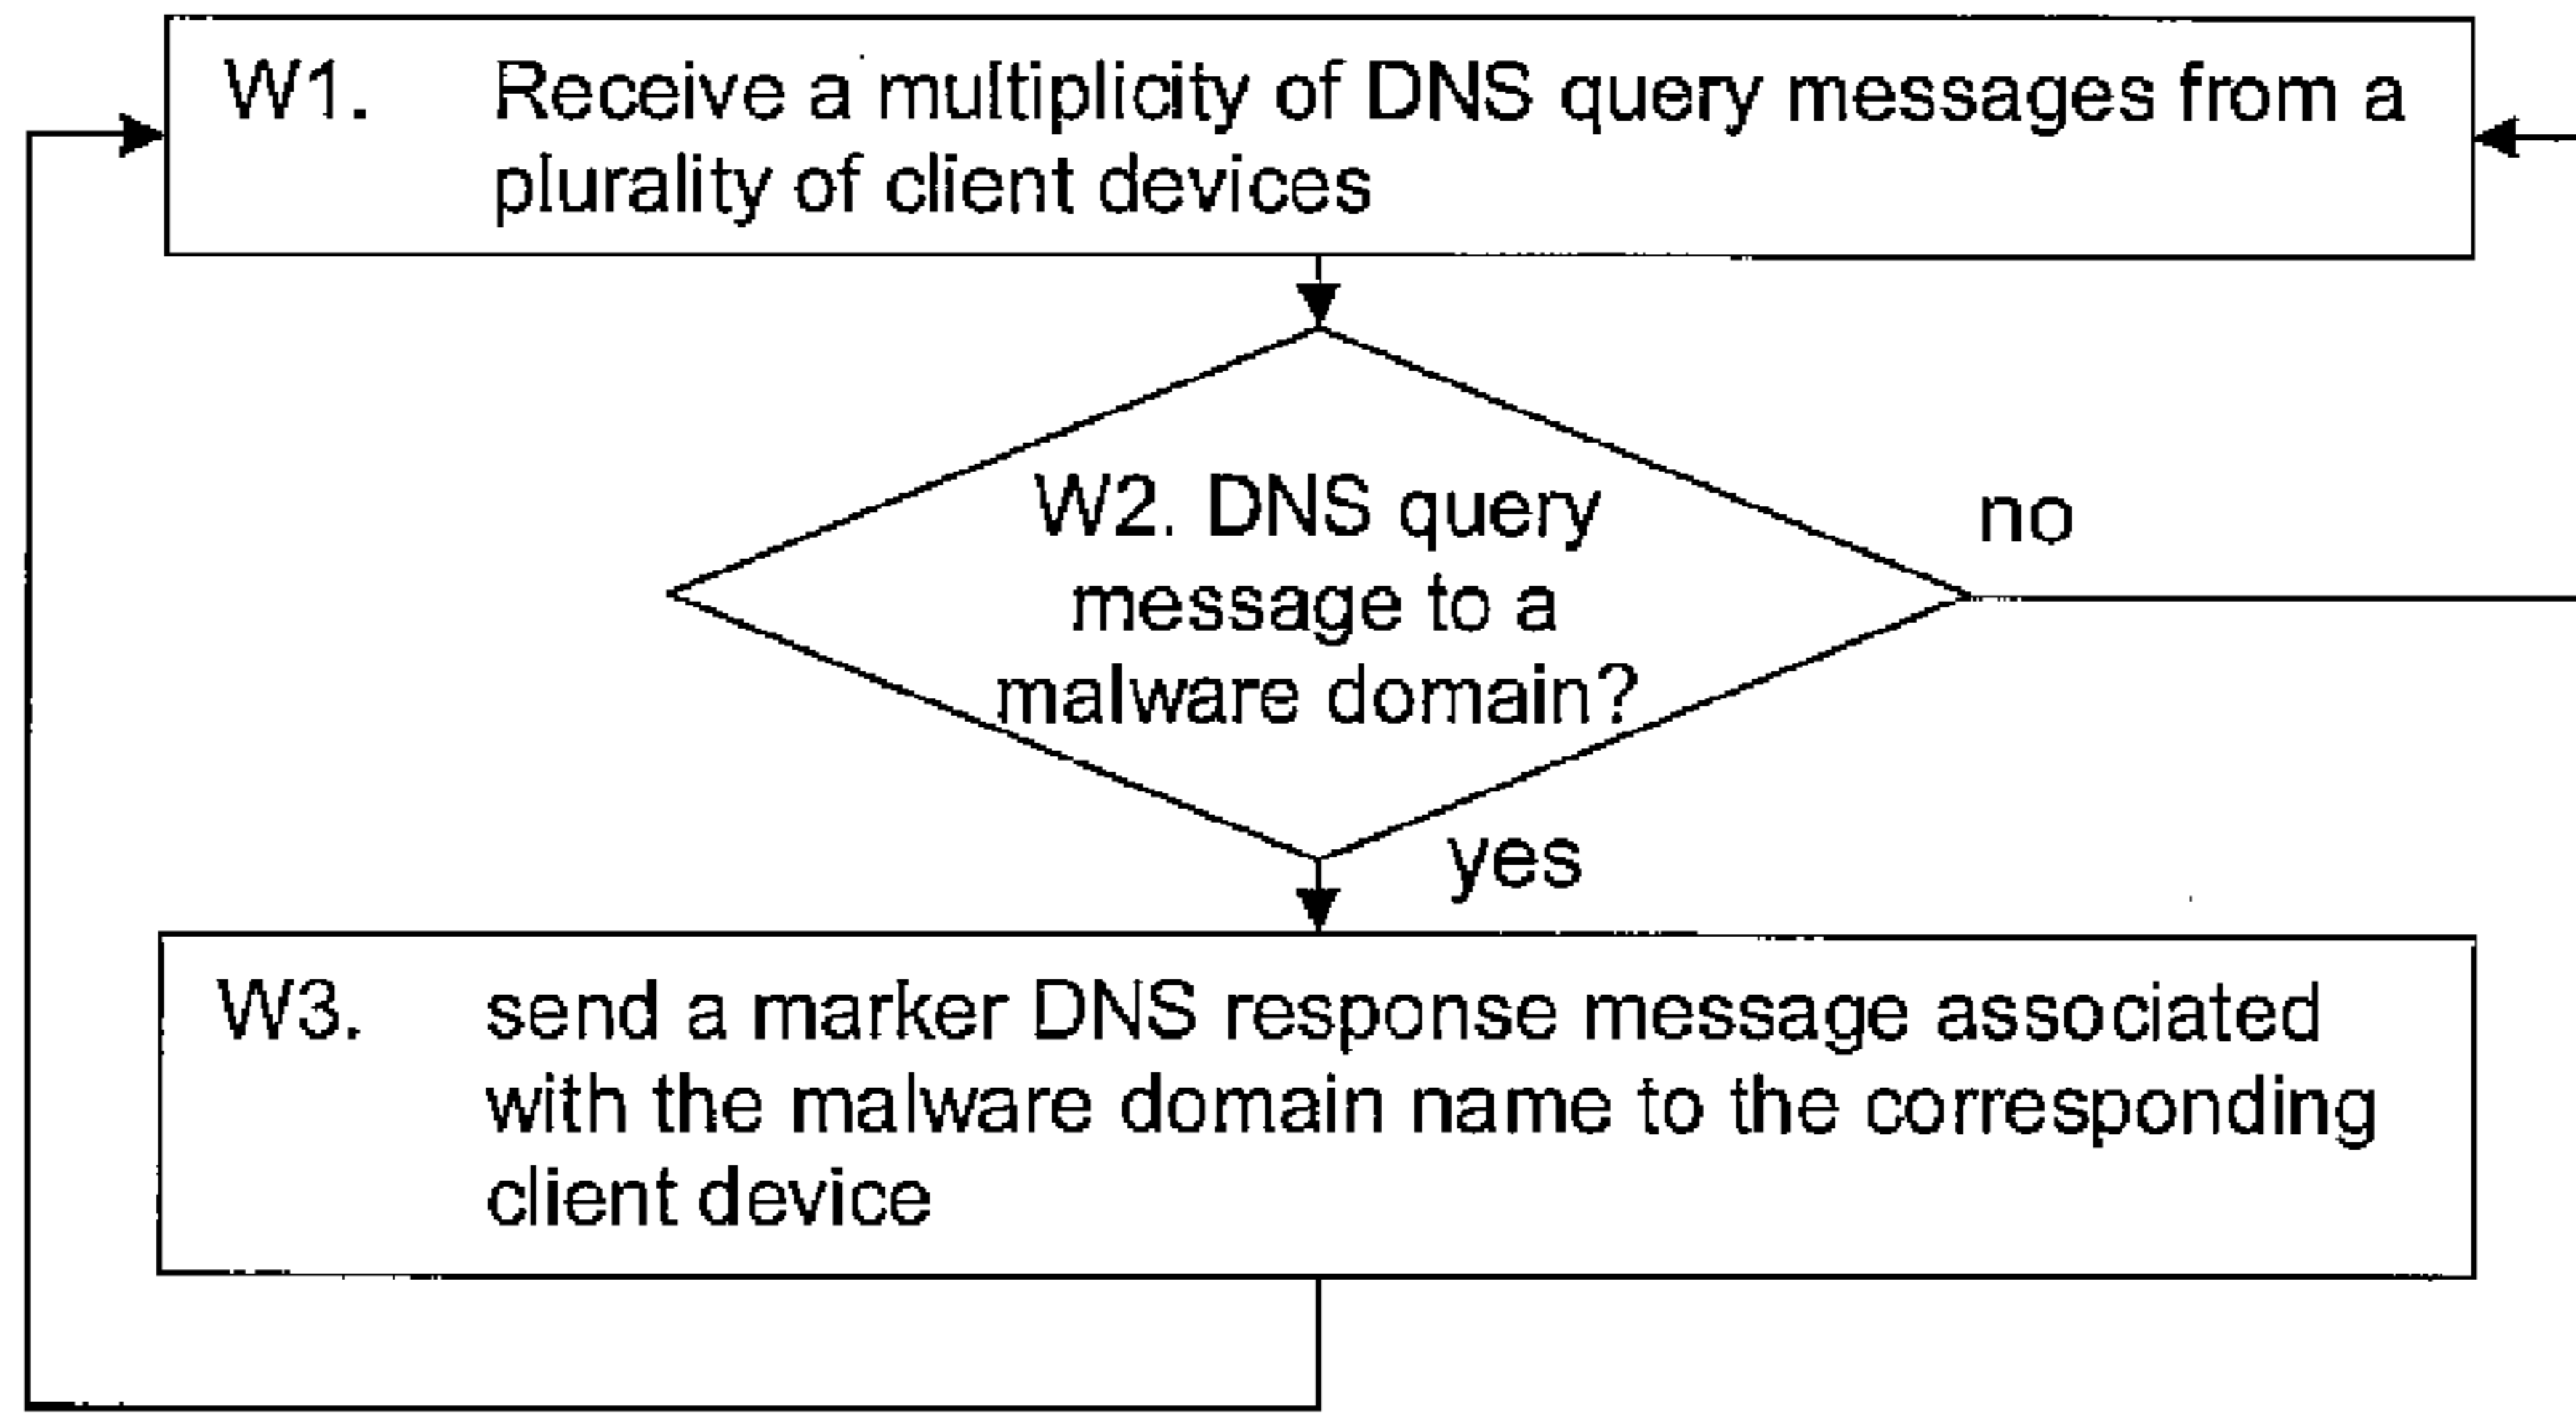 W1. Receive a multiplicity of DNS query messages from a
plurality of client devices
W2. DNS query
message to a
malware domain?
no
yes
W3. send a marker DNS response message associated
with the malware domain name to the corresponding
client device